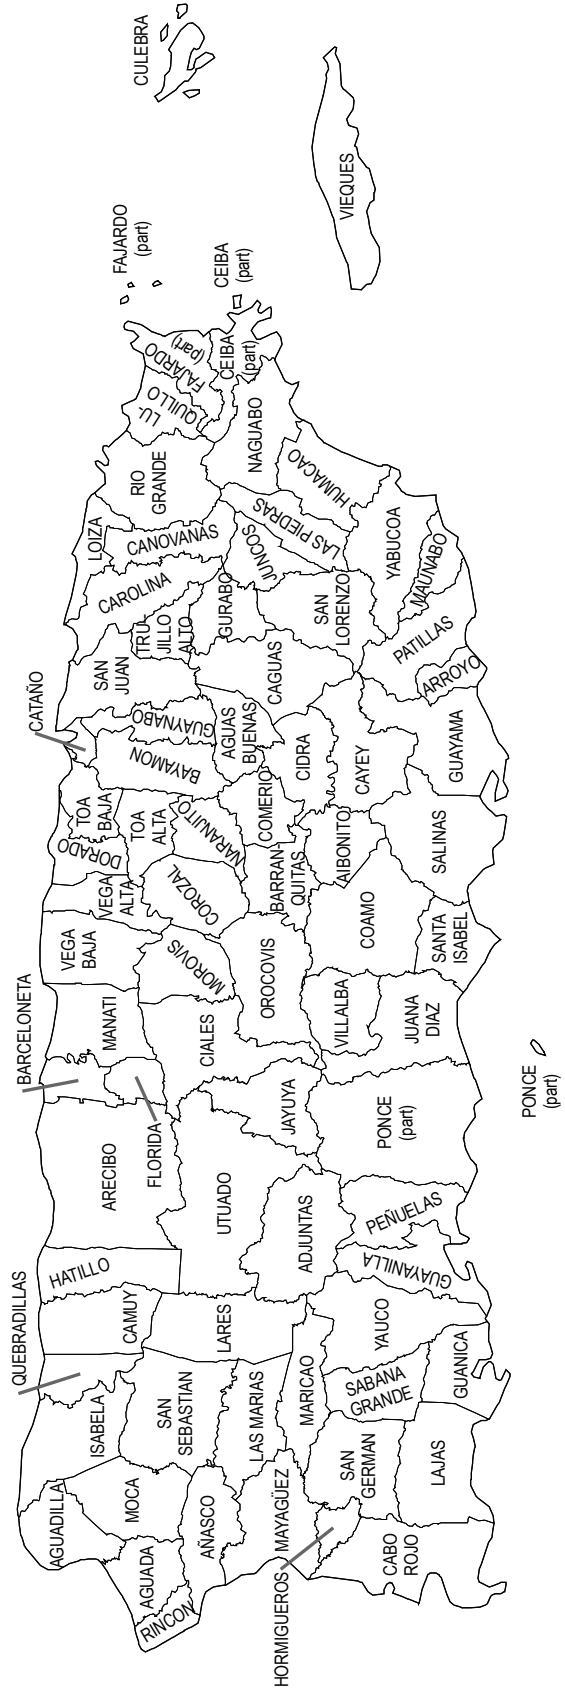 QUEBRADILLAS
BARCELONETA
CATAÑO
FAJARDO
(part)
CULEBRA
CEIBA
(part)
VIEQUES
AGUADILLA
ISABELA
CAMUY
HATILLO
ARECIBO
FLORIDA
MANATI
VEGA
BAJA
VEGA
ALTA
DORADO
TOA
BAJA
TOA
ALTA
BAYAMON
GUAYNABO
SAN
JUAN
TRU-
JILLO
ALTO
CAROLINA
LOIZA
CANOVANAS
RIO
GRANDE
LU-
QUILLO
FAJARDO
(part)
CEIBA
(part)
RINCON
AGUADA
MOCA
SAN
SEBASTIAN
LARES
UTUADO
CIALES
MOROVIS
COROZAL
NARANJITO
AGUAS
BUENAS
CAGUAS
GURABO
JUNCOS
LAS PIEDRAS
NAGUABO
HUMACAO
AÑASCO
LAS MARIAS
MAYAGÜEZ
MARICAO
ADJUNTAS
JAYUYA
OROCOVIS
BARRAN
QUITAS
COMERIO
CIDRA
CAYEY
AIBONITO
SAN
LORENZO
YABUCOA
MAUNABO
HORMIGUEROS
CABO
ROJO
SAN
GERMAN
LAJAS
SABANA
GRANDE
GUANICA
YAUCO
GUAYANILLA
PEÑUELAS
PONCE
(part)
VILLALBA
JUANA
DIAZ
COAMO
SANTA
ISABEL
SALINAS
GUAYAMA
ARROYO
PATILLAS
PONCE
(part)